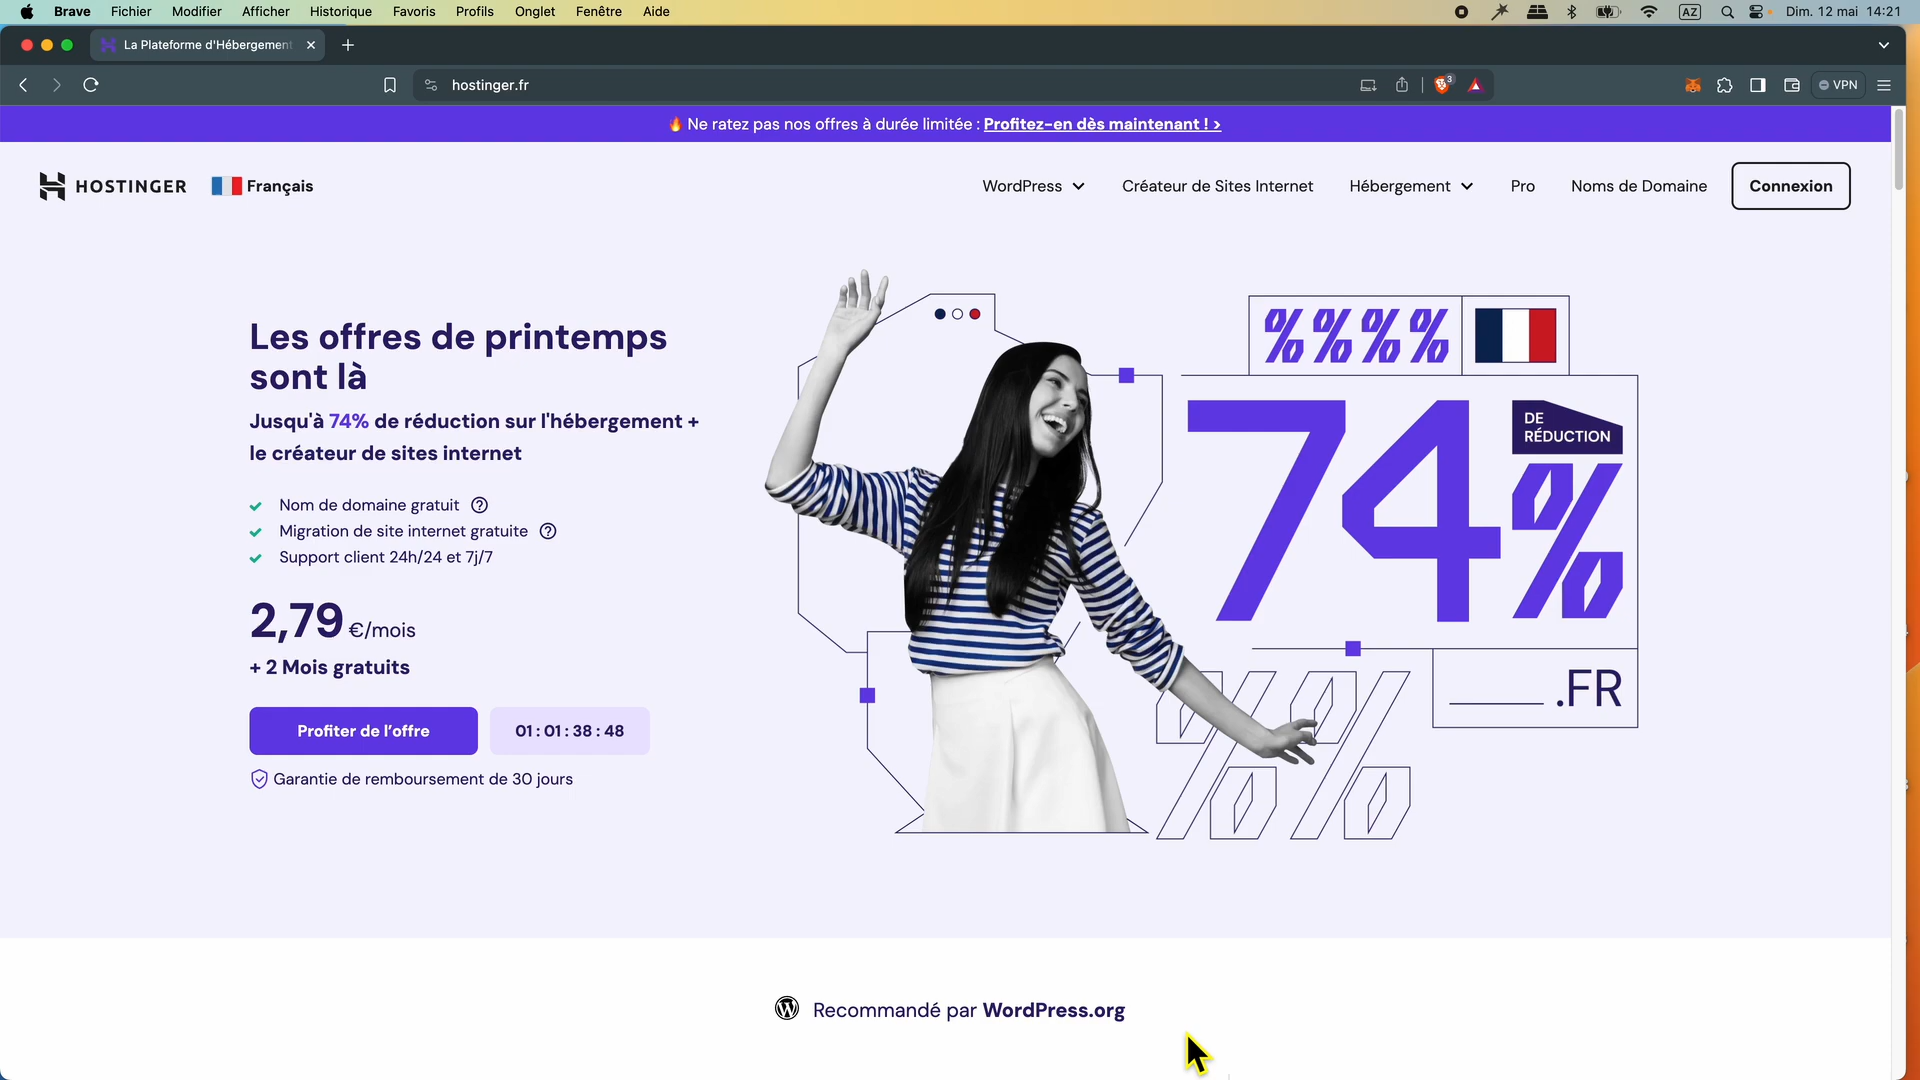 Brave Fichier Modifier Afficher Historique Favoris Profils Onglet Fenêtre Aide AZ Dim. 12 mai 14:21
La Plateforme d'Hébergement
hostinger.fr 3 VPN
🔥 Ne ratez pas nos offres à durée limitée : Profitez-en dès maintenant ! >
HOSTINGER Français WordPress Créateur de Sites Internet Hébergement Pro Noms de Domaine Connexion
%%%%
Les offres de printemps
sont là
Jusqu'à 74% de réduction sur l'hébergement +
le créateur de sites internet
Nom de domaine gratuit ?
Migration de site internet gratuite ?
Support client 24h/24 et 7j/7
2,79 €/mois
+ 2 Mois gratuits
Profiter de l'offre 01 : 01 : 38 : 48
Garantie de remboursement de 30 jours
74%
DE
RÉDUCTION
______.FR
%%
Recommandé par WordPress.org